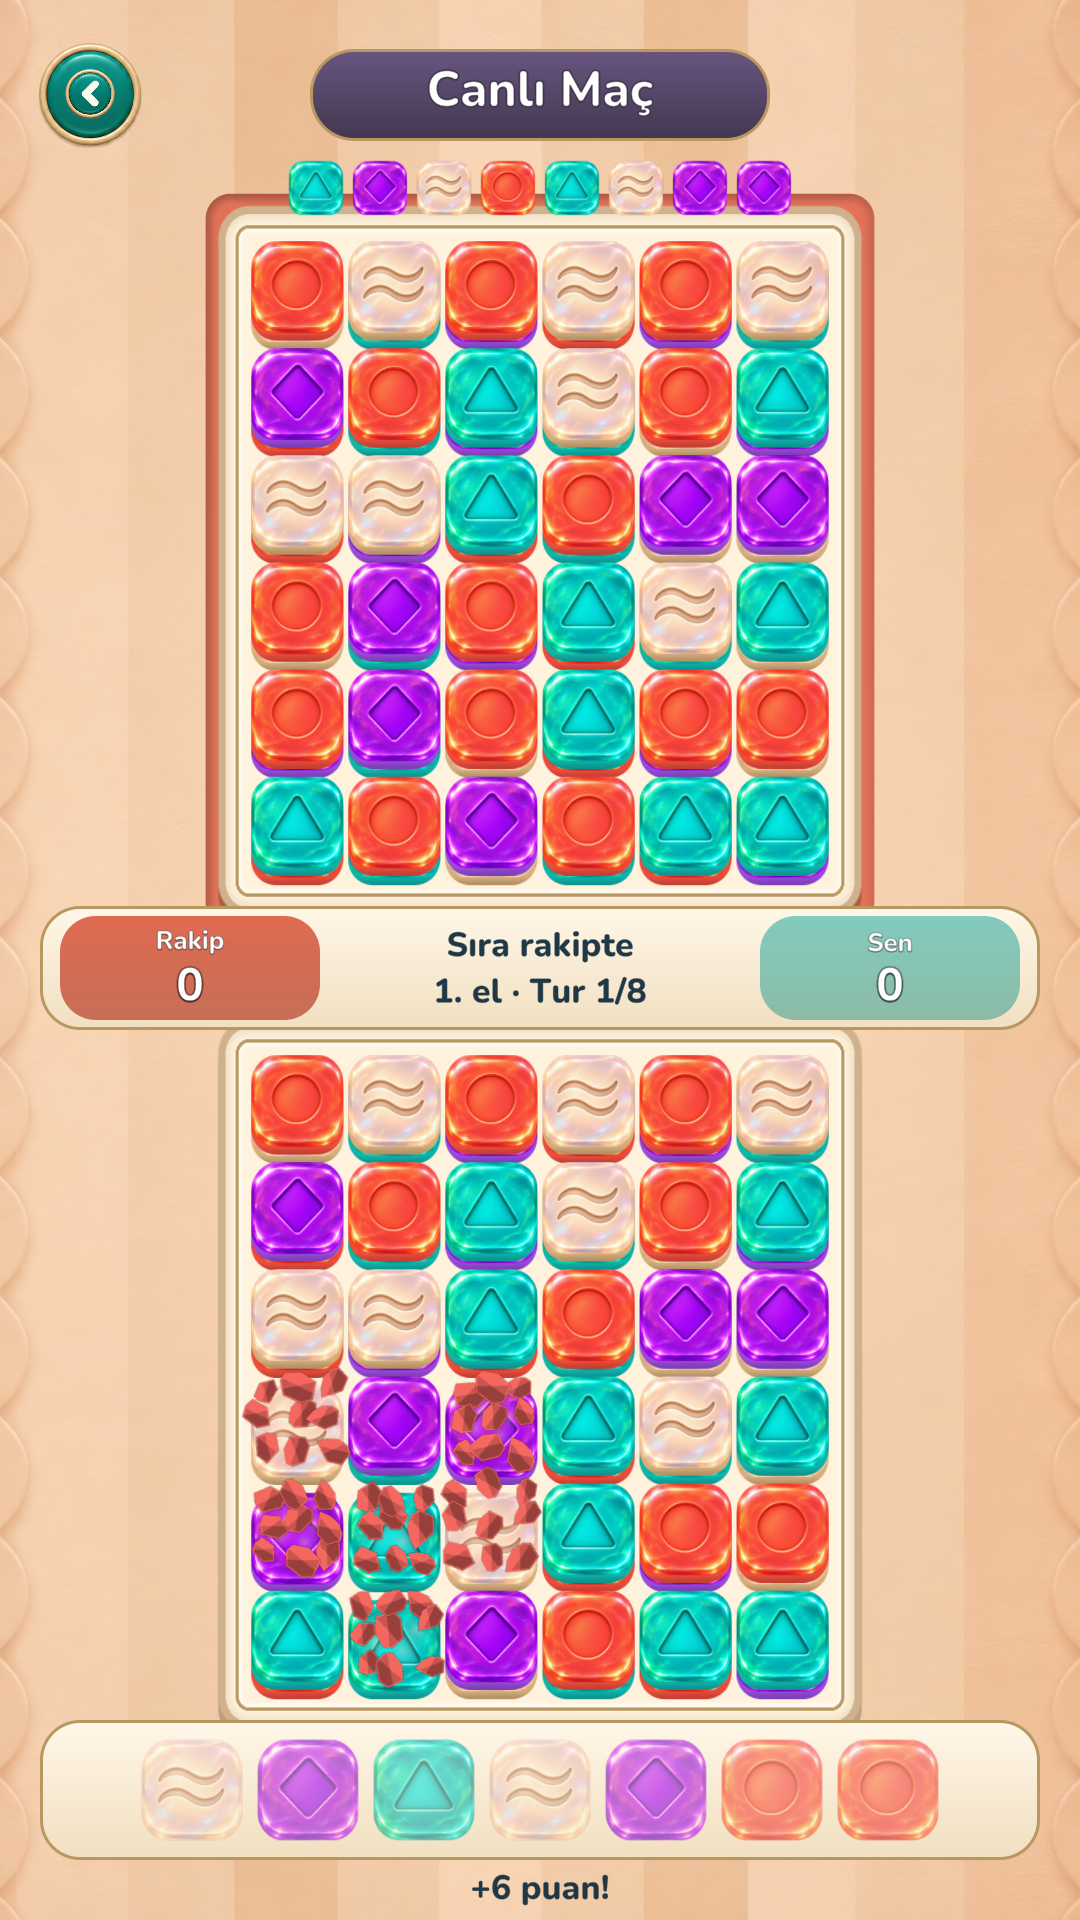 Canlı Maç
Rakip
0
Sıra rakipte
1. el · Tur 1/8
Sen
0
+6 puan!